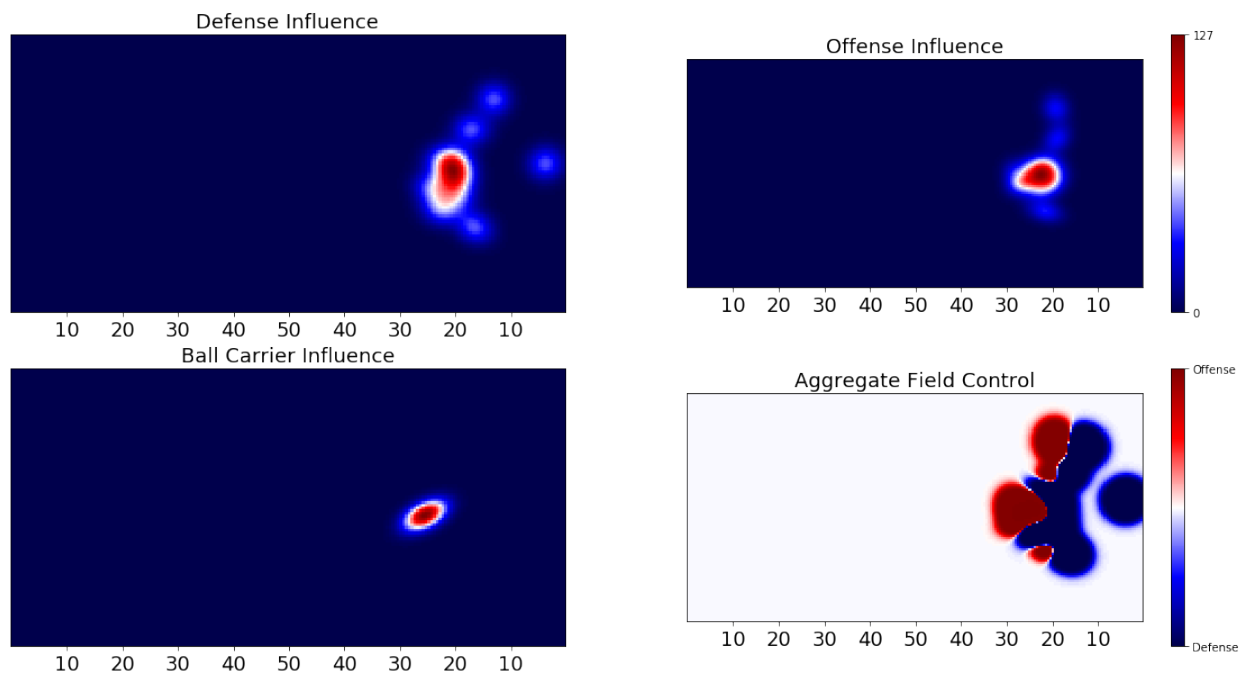 Defense Influence
10 20 30 40 50 40 30 20 10
Offense Influence
10 20 30 40 50 40 30 20 10
127
0
Ball Carrier Influence
10 20 30 40 50 40 30 20 10
Aggregate Field Control
10 20 30 40 50 40 30 20 10
Offense
Defense